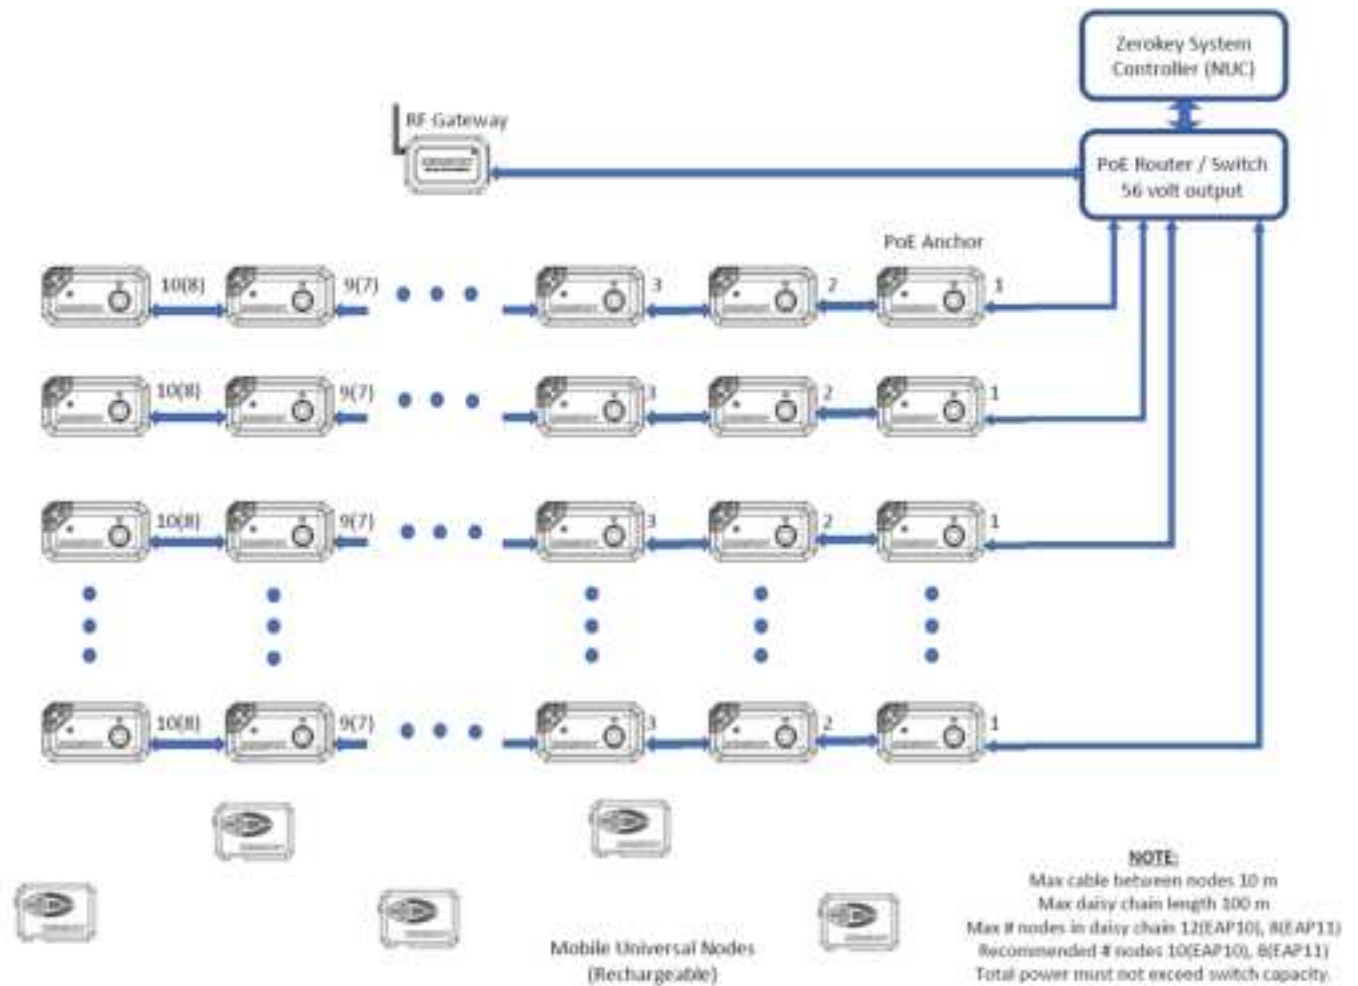 Zerokey System
Controller (NUC)
RF Gateway
PoE Router / Switch
56 volt output
PoE Anchor
10(8) 9(7) 3 2 1
10(8) 9(7) 3 2 1
10(8) 9(7) 3 2 1
10(8) 9(7) 3 2 1
Mobile Universal Nodes
(Rechargeable)
NOTE:
Max cable between nodes 10 m
Max daisy chain length 100 m
Max # nodes in daisy chain 12(EAP10), 8(EAP11)
Recommended # nodes 10(EAP10), 8(EAP11)
Total power must not exceed switch capacity.